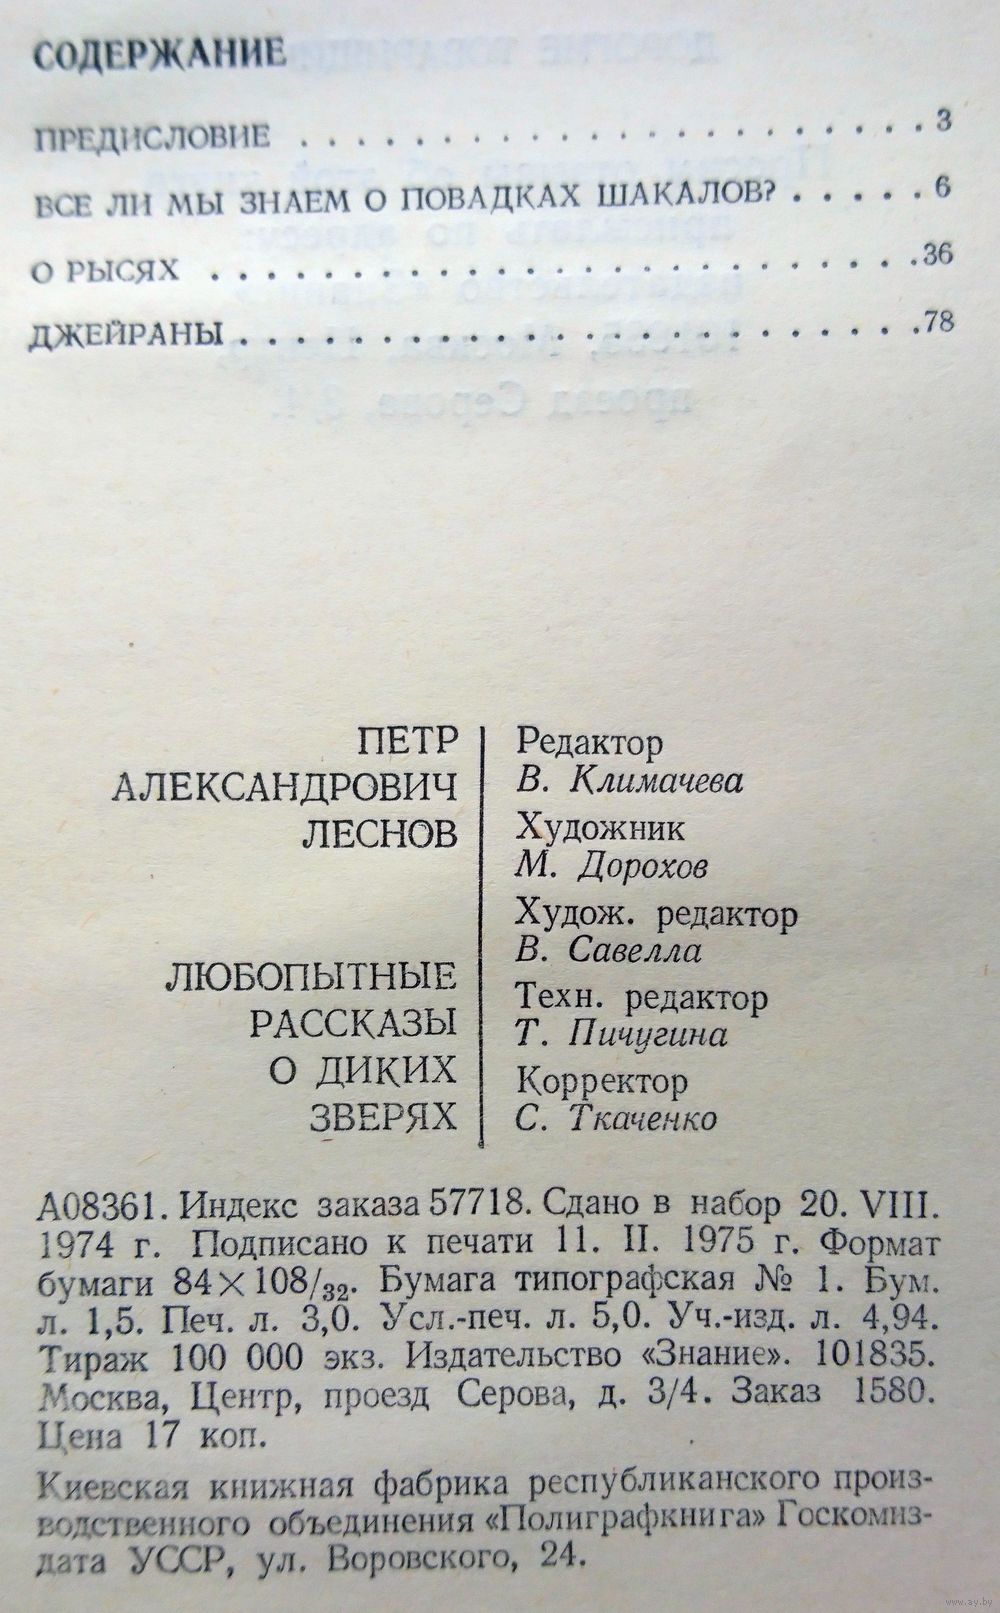 СОДЕРЖАНИЕ
ПРЕДИСЛОВИЕ . . . . . . . . . . . . . . . . . . . . . . 3
ВСЕ ЛИ МЫ ЗНАЕМ О ПОВАДКАХ ШАКАЛОВ? . . . . . 6
О РЫСЯХ . . . . . . . . . . . . . . . . . . . . . . . . . 36
ДЖЕЙРАНЫ . . . . . . . . . . . . . . . . . . . . . . . . 78
ПЕТР
АЛЕКСАНДРОВИЧ
ЛЕСНОВ
ЛЮБОПЫТНЫЕ
РАССКАЗЫ
О ДИКИХ
ЗВЕРЯХ
Редактор
В. Климачева
Художник
М. Дорохов
Худож. редактор
В. Савелла
Техн. редактор
Т. Пичугина
Корректор
С. Ткаченко
А08361. Индекс заказа 57718. Сдано в набор 20. VIII.
1974 г. Подписано к печати 11. II. 1975 г. Формат
бумаги 84×108/32. Бумага типографская № 1. Бум.
л. 1,5. Печ. л. 3,0. Усл.-печ. л. 5,0. Уч.-изд. л. 4,94.
Тираж 100 000 экз. Издательство «Знание». 101835.
Москва, Центр, проезд Серова, д. 3/4. Заказ 1580.
Цена 17 коп.
Киевская книжная фабрика республиканского произ-
водственного объединения «Полиграфкнига» Госкомиз-
дата УССР, ул. Воровского, 24.
www.ay.by